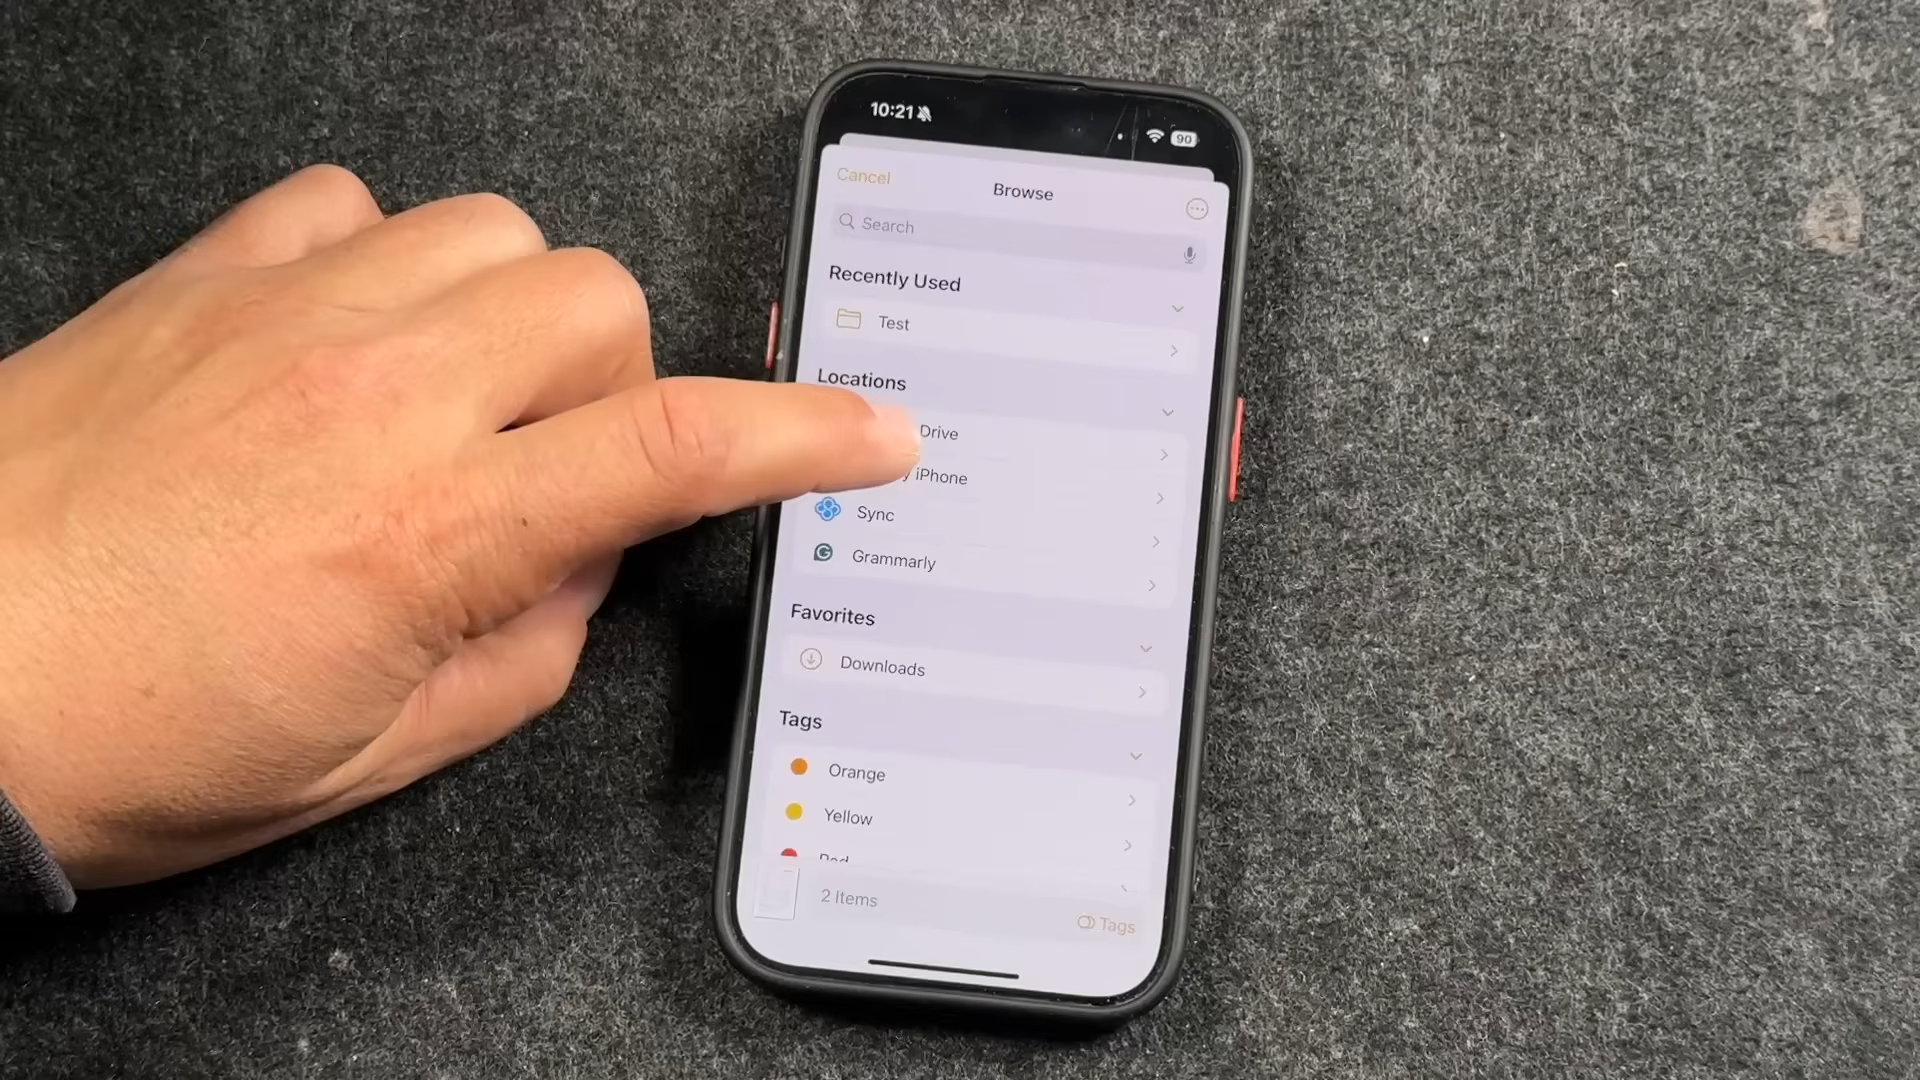 10:21
90
Cancel
Browse
Search
Recently Used
Test
Locations
Drive
iPhone
Sync
Grammarly
Favorites
Downloads
Tags
Orange
Yellow
2 Items
Tags